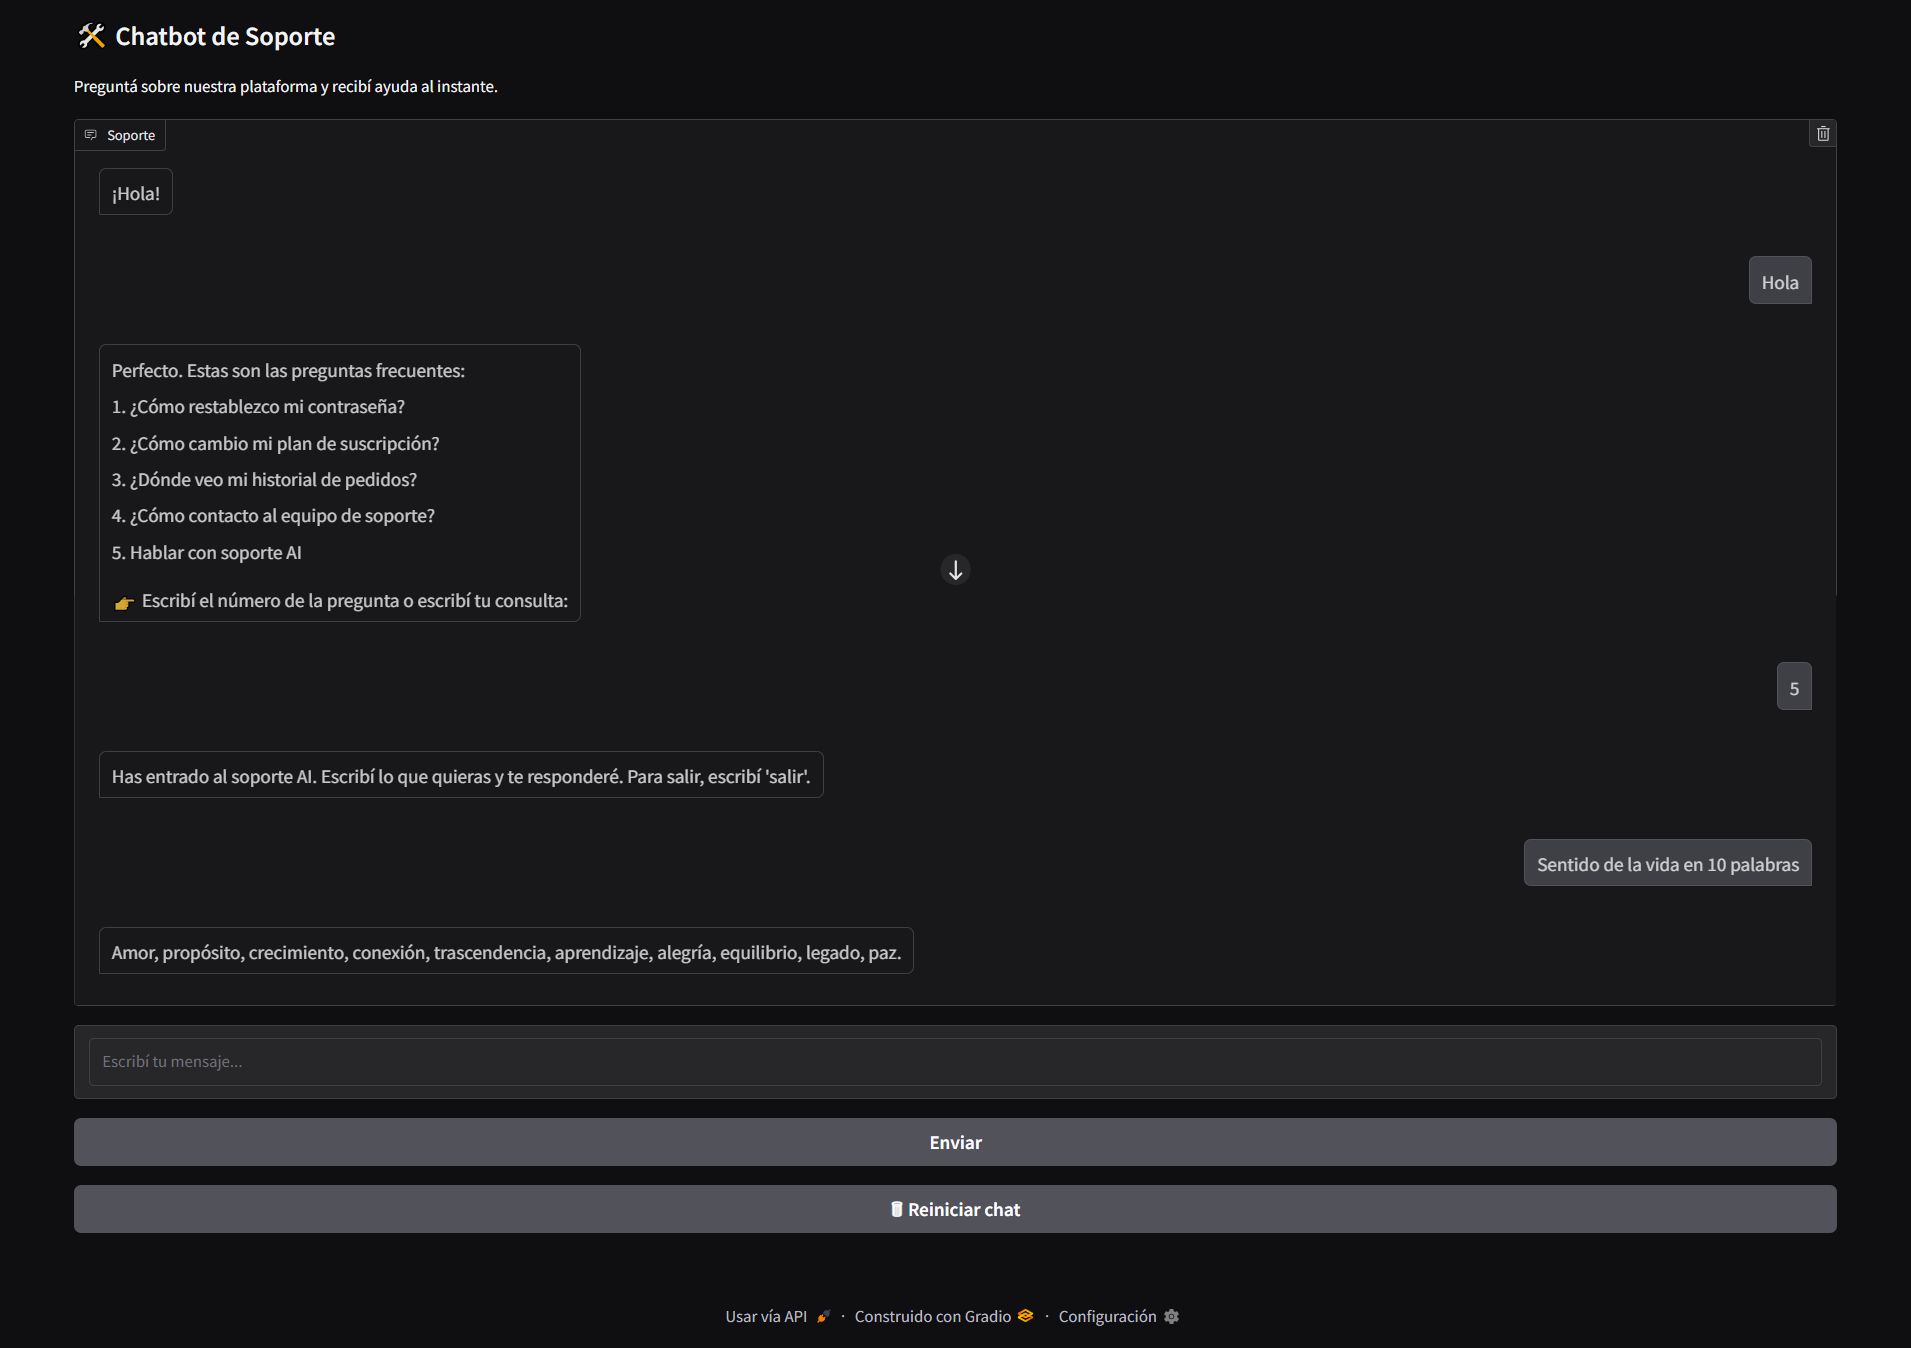 🛠️ Chatbot de Soporte
Preguntá sobre nuestra plataforma y recibí ayuda al instante.
Soporte
¡Hola!
Hola
Perfecto. Estas son las preguntas frecuentes:
1. ¿Cómo restablezco mi contraseña?
2. ¿Cómo cambio mi plan de suscripción?
3. ¿Dónde veo mi historial de pedidos?
4. ¿Cómo contacto al equipo de soporte?
5. Hablar con soporte AI
👉 Escribí el número de la pregunta o escribí tu consulta:
5
Has entrado al soporte AI. Escribí lo que quieras y te responderé. Para salir, escribí 'salir'.
Sentido de la vida en 10 palabras
Amor, propósito, crecimiento, conexión, trascendencia, aprendizaje, alegría, equilibrio, legado, paz.
Escribí tu mensaje...
Enviar
🗑️ Reiniciar chat
Usar vía API 🚀 · Construido con Gradio · Configuración ⚙️